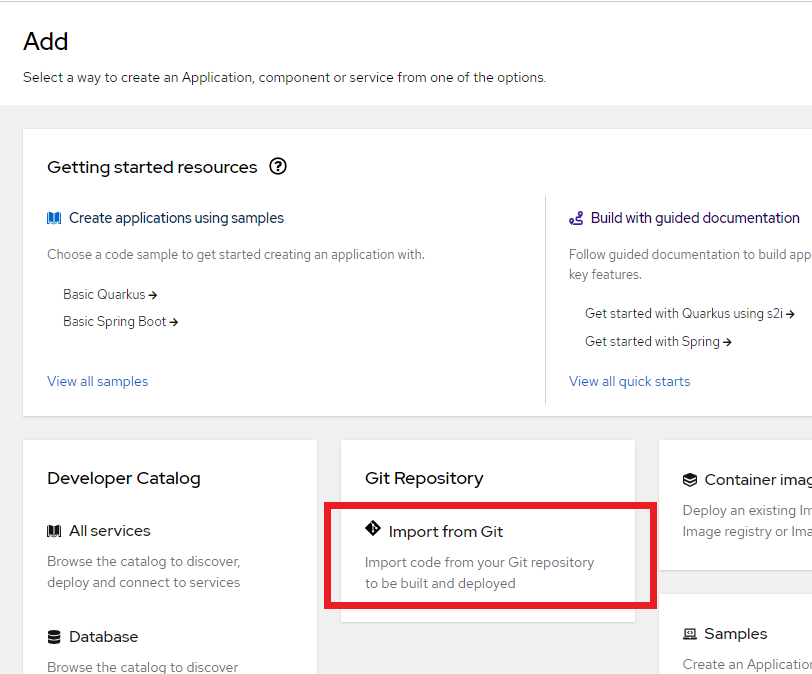 Add
Select a way to create an Application, component or service from one of the options.
Getting started resources
Create applications using samples
Choose a code sample to get started creating an application with.
Basic Quarkus
Basic Spring Boot
View all samples
Build with guided documentation
Follow guided documentation to build app
key features.
Get started with Quarkus using s2i
Get started with Spring
View all quick starts
Developer Catalog
All services
Browse the catalog to discover,
deploy and connect to services
Database
Browse the catalog to discover
Git Repository
Import from Git
Import code from your Git repository
to be built and deployed
Container imag
Deploy an existing Im
Image registry or Ima
Samples
Create an Application